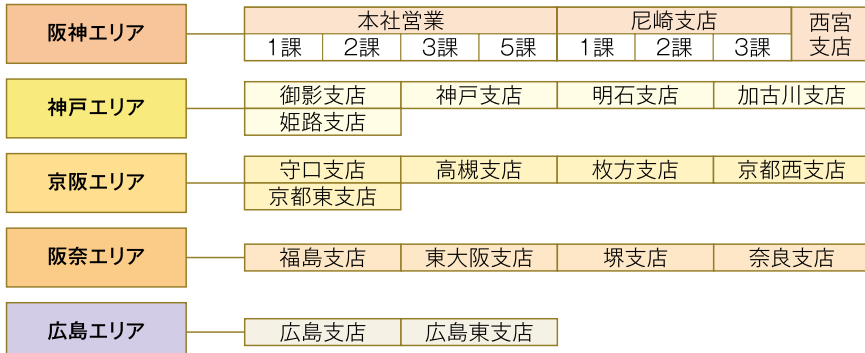 阪神エリア
本社営業 尼崎支店 西宮支店
1課 2課 3課 5課 1課 2課 3課
神戸エリア
御影支店 神戸支店 明石支店 加古川支店
姫路支店
京阪エリア
守口支店 高槻支店 枚方支店 京都西支店
京都東支店
阪奈エリア
福島支店 東大阪支店 堺支店 奈良支店
広島エリア
広島支店 広島東支店